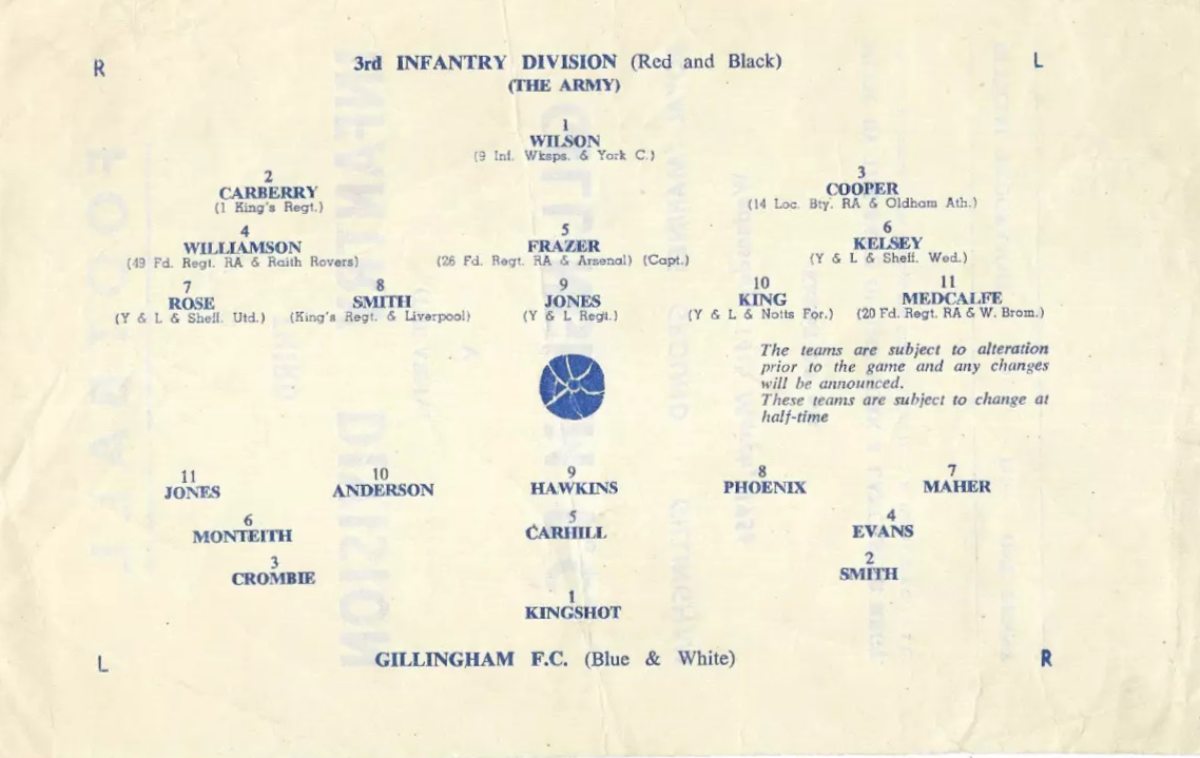 R
3rd INFANTRY DIVISION (Red and Black)
L
(THE ARMY)
1
WILSON
(9 Inf. Wksps. & York C.)
2
CARBERRY
(1 King's Regt.)
3
COOPER
(14 Loc. Bty. RA & Oldham Ath.)
4
WILLIAMSON
(49 Fd. Regt. RA & Raith Rovers)
5
FRAZER
(26 Fd. Regt. RA & Arsenal) (Capt.)
6
KELSEY
(Y & L & Sheff. Wed.)
7
ROSE
(Y & L & Sheff. Utd.)
8
SMITH
(King's Regt. & Liverpool)
9
JONES
(Y & L Regt.)
10
KING
(Y & L & Notts For.)
11
MEDCALFE
(20 Fd. Regt. RA & W. Brom.)
The teams are subject to alteration
prior to the game and any changes
will be announced.
These teams are subject to change at
half-time
11
JONES
10
ANDERSON
9
HAWKINS
8
PHOENIX
7
MAHER
6
MONTEITH
5
CARHILL
4
EVANS
3
CROMBIE
2
SMITH
1
KINGSHOT
L
GILLINGHAM F.C. (Blue & White)
R